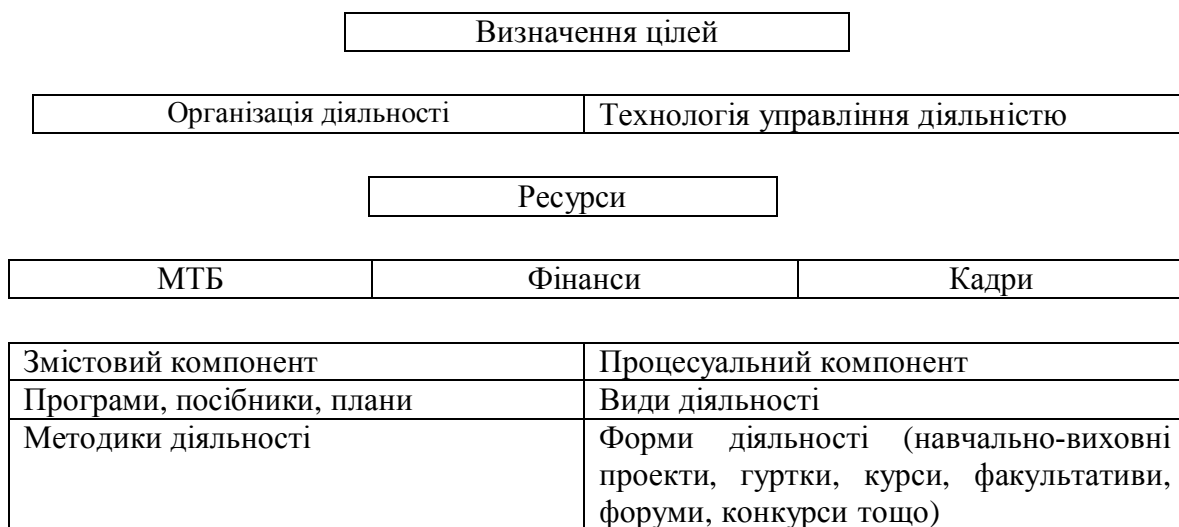 Визначення цілей
Організація діяльності Технологія управління діяльністю
Ресурси
МТБ Фінанси Кадри
Змістовий компонент Процесуальний компонент
Програми, посібники, плани Види діяльності
Методики діяльності Форми діяльності (навчально-виховні
проекти, гуртки, курси, факультативи,
форуми, конкурси тощо)